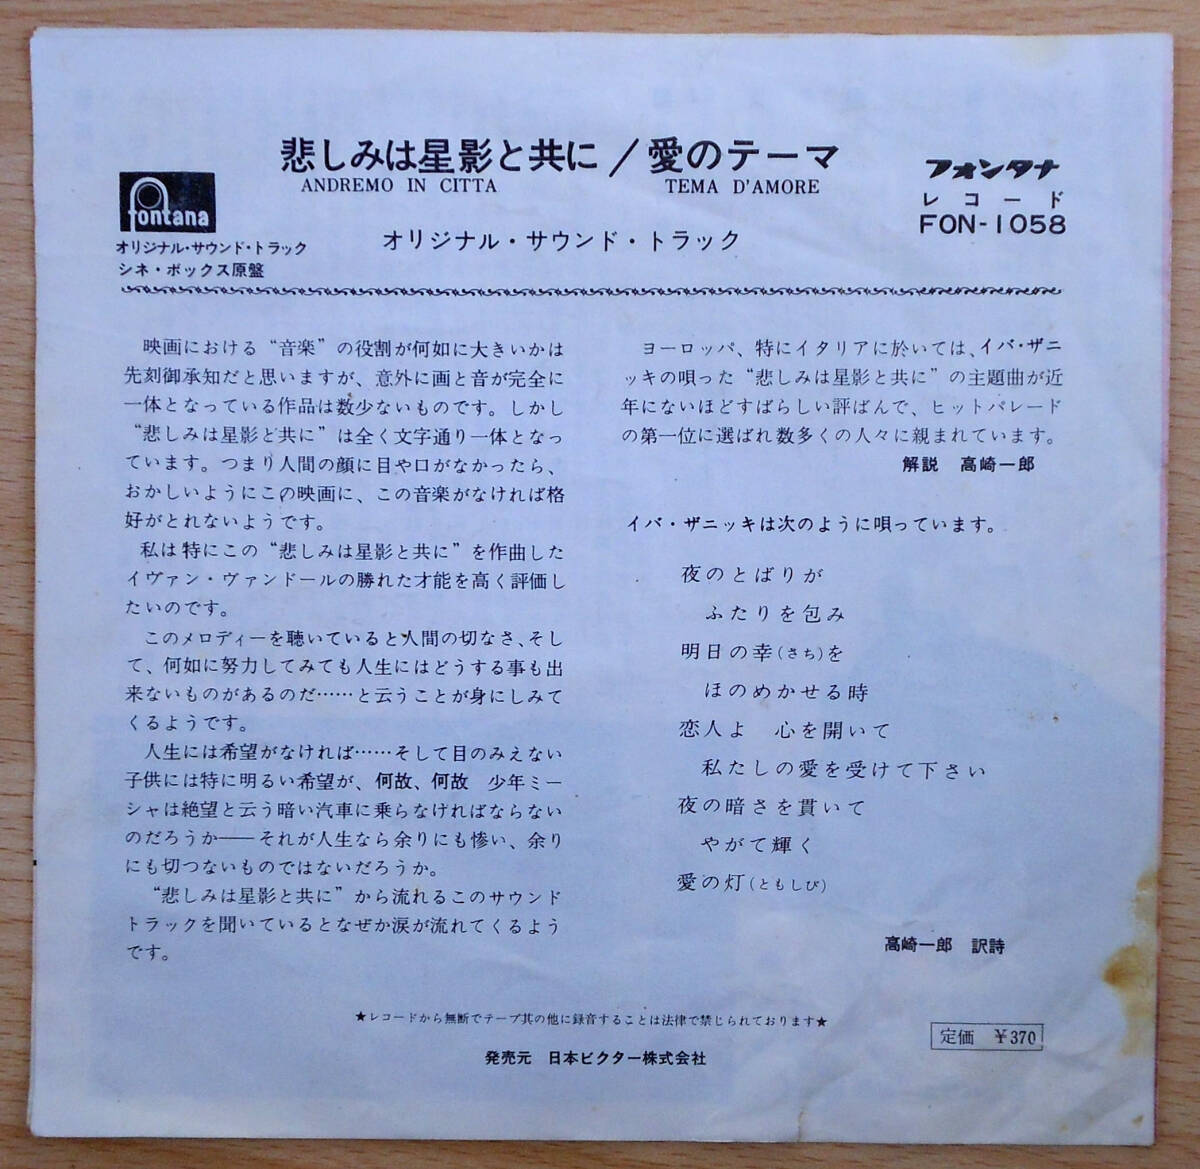 悲しみは星影と共に / 愛のテーマ
ANDREMO IN CITTA TEMA D'AMORE
オリジナル・サウンド・トラック
fontana
オリジナル・サウンド・トラック
シネ・ボックス原盤
フォンタナ
レコード
FON-1058
映画における“音楽”の役割が何如に大きいかは
先刻御承知だと思いますが、意外に画と音が完全に
一体となっている作品は数少ないものです。しかし
“悲しみは星影と共に”は全く文字通り一体となっ
ています。つまり人間の顔に目や口がなかったら、
おかしいようにこの映画に、この音楽がなければ格
好がとれないようです。
私は特にこの“悲しみは星影と共に”を作曲した
イヴァン・ヴァンドールの勝れた才能を高く評価し
たいのです。
このメロディーを聴いていると人間の切なさ、そし
て、何如に努力してみても人生にはどうする事も出
来ないものがあるのだ……と云うことが身にしみて
くるようです。
人生には希望がなければ……そして目のみえない
子供には特に明るい希望が、何故、何故 少年ミー
シャは絶望と云う暗い汽車に乗らなければならない
のだろうか──それが人生なら余りにも惨い、余り
にも切つないものではないだろうか。
“悲しみは星影と共に”から流れるこのサウンド
トラックを聞いているとなぜか涙が流れてくるよう
です。
ヨーロッパ、特にイタリアに於いては、イバ・ザニ
ッキの唄った“悲しみは星影と共に”の主題曲が近
年にないほどすばらしい評ばんで、ヒットパレード
の第一位に選ばれ数多くの人々に親まれています。
解説 高崎一郎
イバ・ザニッキは次のように唄っています。
夜のとばりが
ふたりを包み
明日の幸(さち)を
ほのめかせる時
恋人よ 心を開いて
私たしの愛を受けて下さい
夜の暗さを貫いて
やがて輝く
愛の灯(ともしび)
高崎一郎 訳詩
★レコードから無断でテープ其の他に録音することは法律で禁じられております★
発売元 日本ビクター株式会社
定価 ¥370